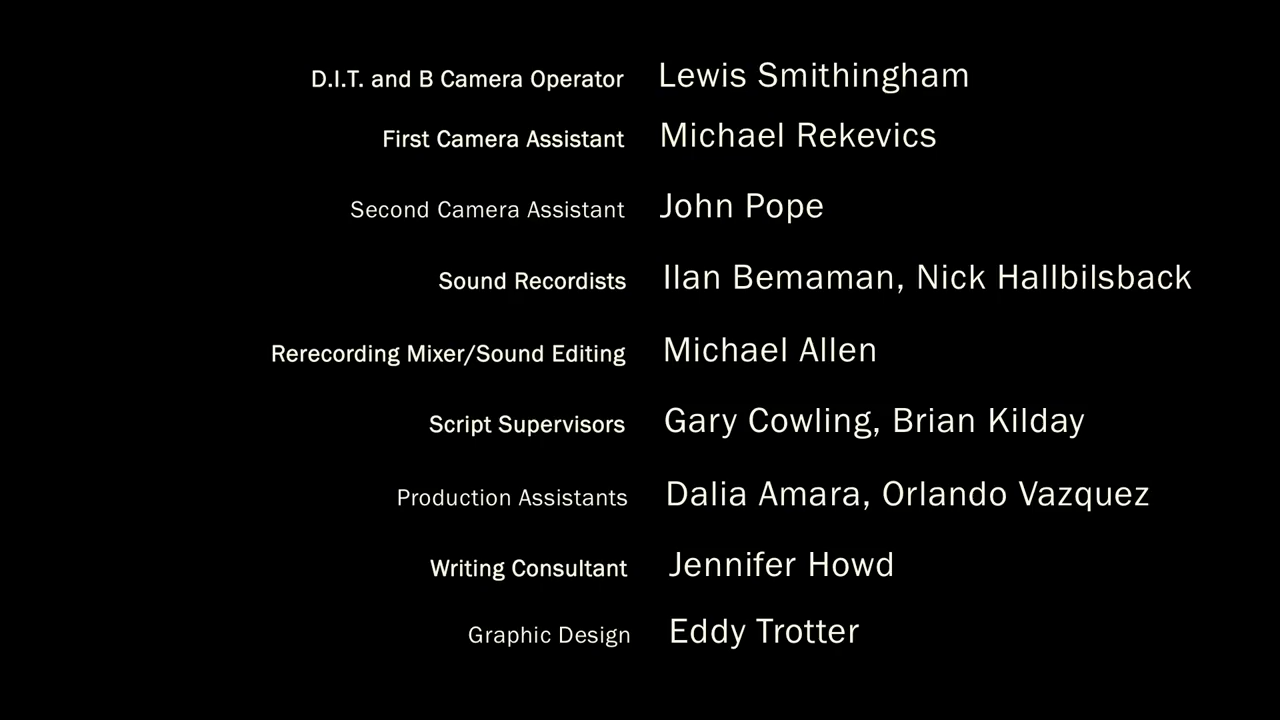 D.I.T. and B Camera Operator Lewis Smithingham
First Camera Assistant Michael Rekevics
Second Camera Assistant John Pope
Sound Recordists Ilan Bemaman, Nick Hallbilsback
Rerecording Mixer/Sound Editing Michael Allen
Script Supervisors Gary Cowling, Brian Kilday
Production Assistants Dalia Amara, Orlando Vazquez
Writing Consultant Jennifer Howd
Graphic Design Eddy Trotter